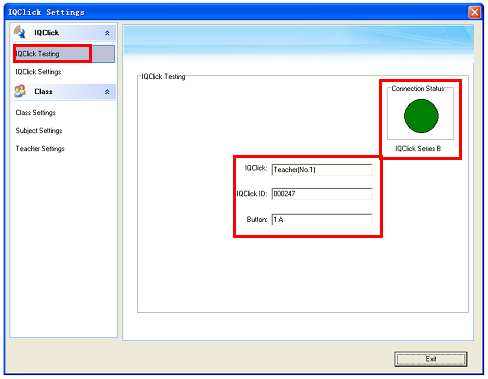 IQClick Settings
IQClick
IQClick Testing
IQClick Settings
Class
Class Settings
Subject Settings
Teacher Settings
IQClick Testing
Connection Status
IQClick Series B
IQClick: Teacher(No.1)
IQClick ID: 000247
Button: 1 A
Exit